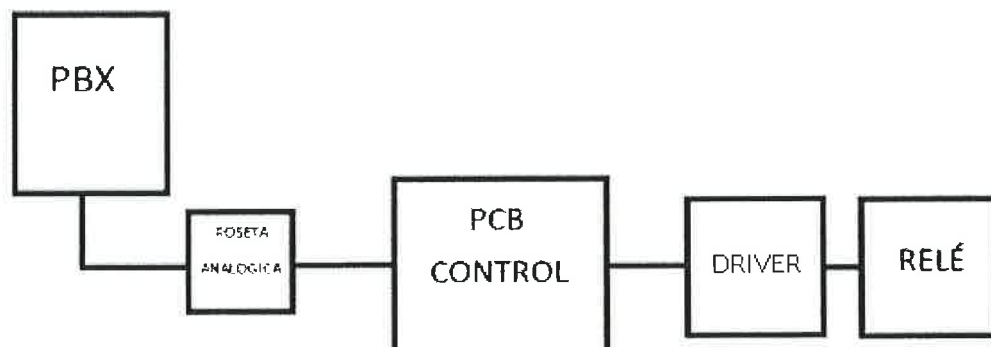 PBX
ROSETA
ANALOGICA
PCB
CONTROL
DRIVER
RELÉ